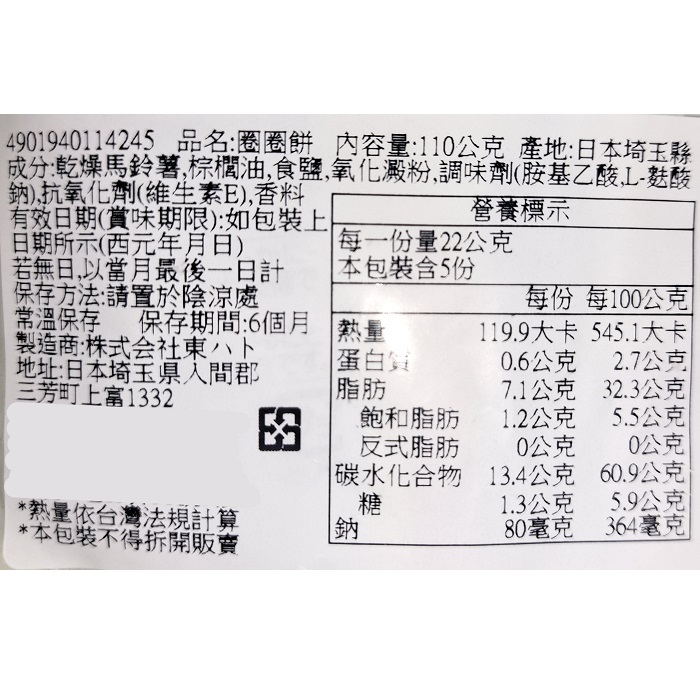 4901940114245 品名:圈圈餅 內容量:110公克 產地:日本埼玉縣
成分:乾燥馬鈴薯,棕櫚油,食鹽,氧化澱粉,調味劑(胺基乙酸,L-麩酸
鈉),抗氧化劑(維生素E),香料
有效日期(賞味期限):如包裝上
日期所示(西元年月日)
若無日,以當月最後一日計
保存方法:請置於陰涼處
常溫保存 保存期間:6個月
製造商:株式会社東ハト
地址:日本埼玉県入間郡
三芳町上富1332
*熱量依台灣法規計算
*本包裝不得拆開販賣
營養標示
每一份量22公克
本包裝含5份
每份 每100公克
熱量 119.9大卡 545.1大卡
蛋白質 0.6公克 2.7公克
脂肪 7.1公克 32.3公克
飽和脂肪 1.2公克 5.5公克
反式脂肪 0公克 0公克
碳水化合物 13.4公克 60.9公克
糖 1.3公克 5.9公克
鈉 80毫克 364毫克